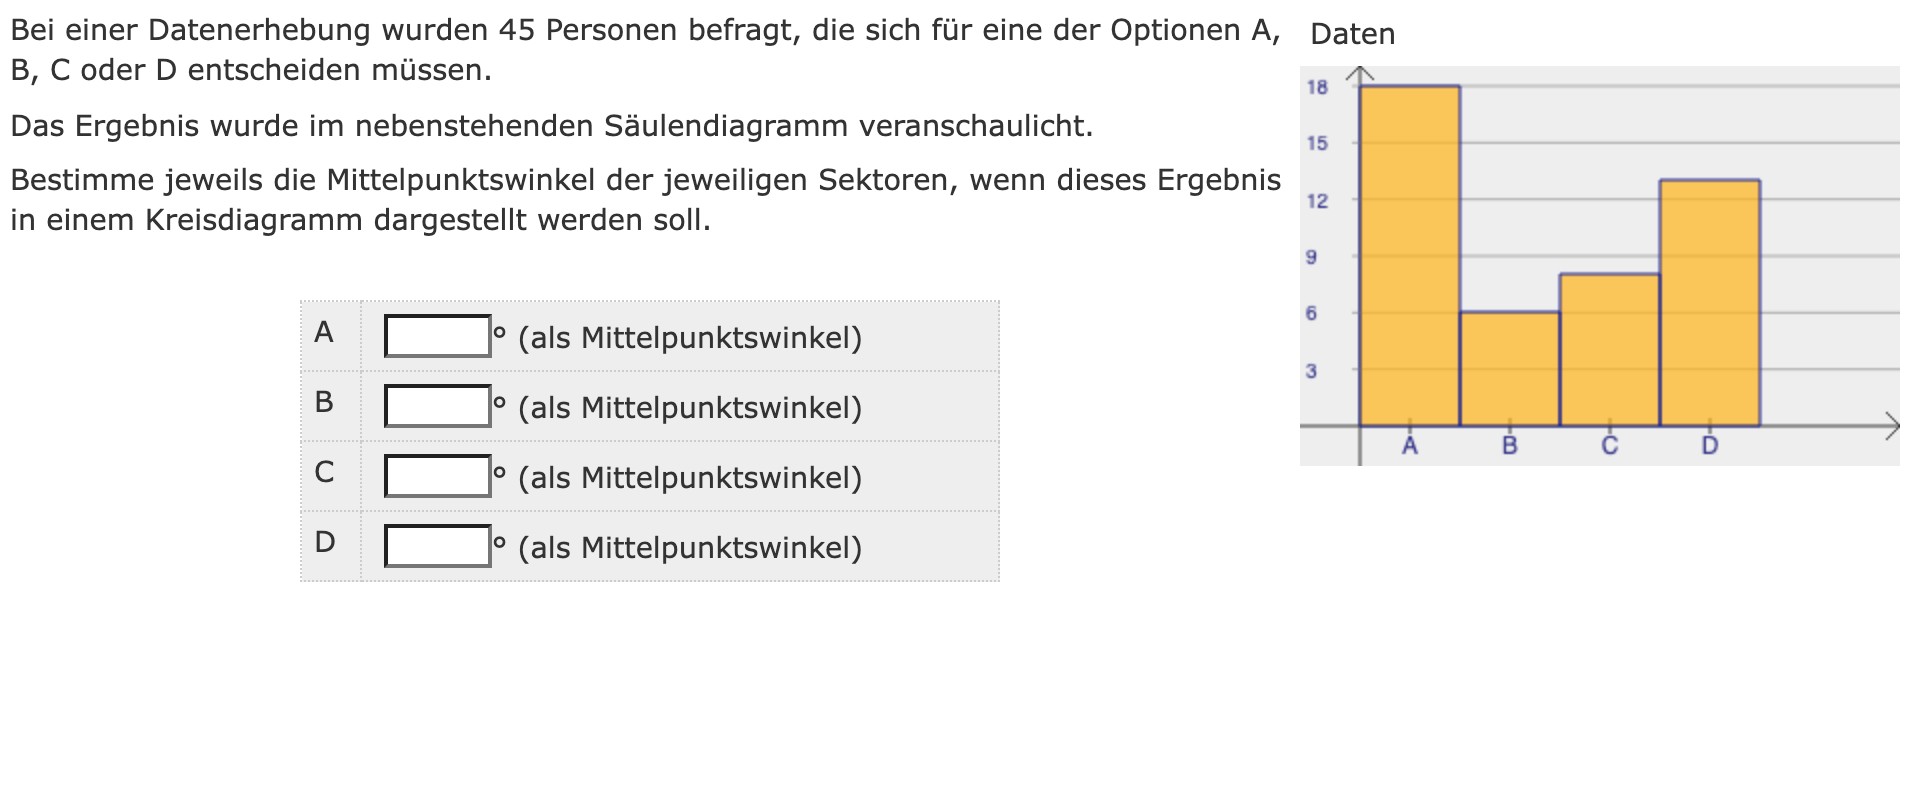 Bei einer Datenerhebung wurden 45 Personen befragt, die sich für eine der Optionen A,
B, C oder D entscheiden müssen.
Das Ergebnis wurde im nebenstehenden Säulendiagramm veranschaulicht.
Bestimme jeweils die Mittelpunktswinkel der jeweiligen Sektoren, wenn dieses Ergebnis
in einem Kreisdiagramm dargestellt werden soll.
A ° (als Mittelpunktswinkel)
B ° (als Mittelpunktswinkel)
C ° (als Mittelpunktswinkel)
D ° (als Mittelpunktswinkel)
Daten
18
15
12
9
6
3
A B C D